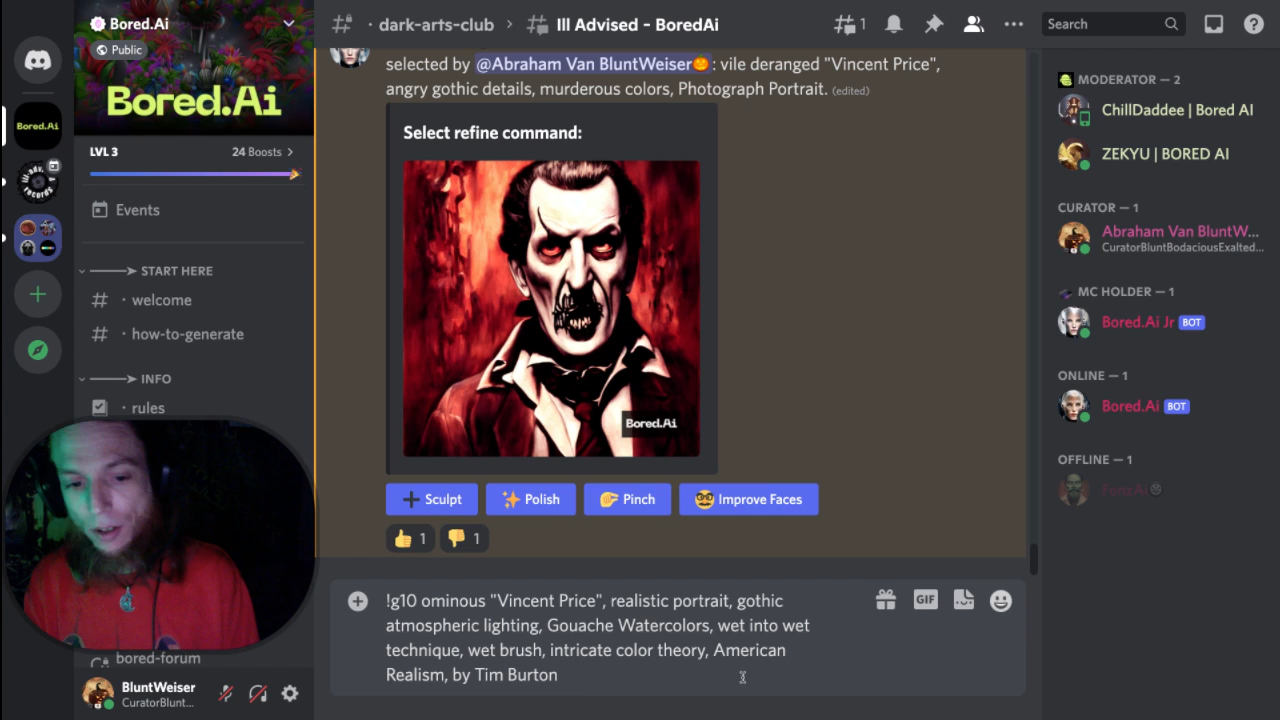 Bored.Ai
Public
Bored.Ai
LVL 3
24 Boosts
Events
START HERE
# · welcome
# · how-to-generate
INFO
· rules
bored-forum
BluntWeiser
CuratorBlunt...
Bored.Ai
· dark-arts-club > Ill Advised - BoredAi
1
Search
selected by @Abraham Van BluntWeiser🎃: vile deranged "Vincent Price",
angry gothic details, murderous colors, Photograph Portrait. (edited)
Select refine command:
Bored.Ai
Sculpt
Polish
Pinch
Improve Faces
1
1
!g10 ominous "Vincent Price", realistic portrait, gothic
atmospheric lighting, Gouache Watercolors, wet into wet
technique, wet brush, intricate color theory, American
Realism, by Tim Burton
GIF
MODERATOR — 2
ChillDaddee | Bored AI
ZEKYU | BORED AI
CURATOR — 1
Abraham Van BluntW...
CuratorBluntBodaciousExalted...
MC HOLDER — 1
Bored.Ai Jr BOT
ONLINE — 1
Bored.Ai BOT
OFFLINE — 1